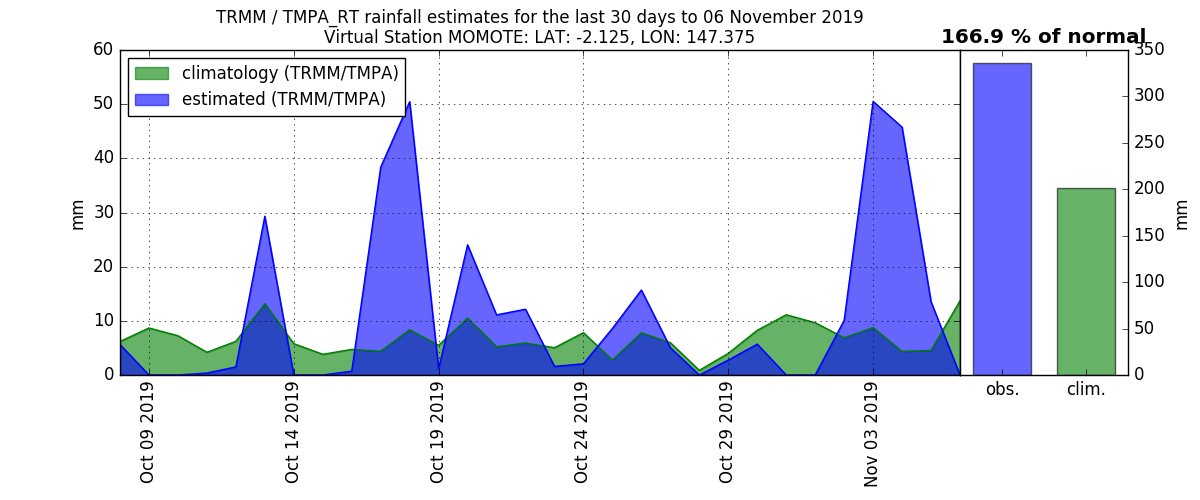 TRMM / TMPA_RT rainfall estimates for the last 30 days to 06 November 2019
Virtual Station MOMOTE: LAT: -2.125, LON: 147.375
166.9 % of normal
climatology (TRMM/TMPA)
estimated (TRMM/TMPA)
mm
60
50
40
30
20
10
0
Oct 09 2019
Oct 14 2019
Oct 19 2019
Oct 24 2019
Oct 29 2019
Nov 03 2019
obs.
clim.
350
300
250
200
150
100
50
0
mm